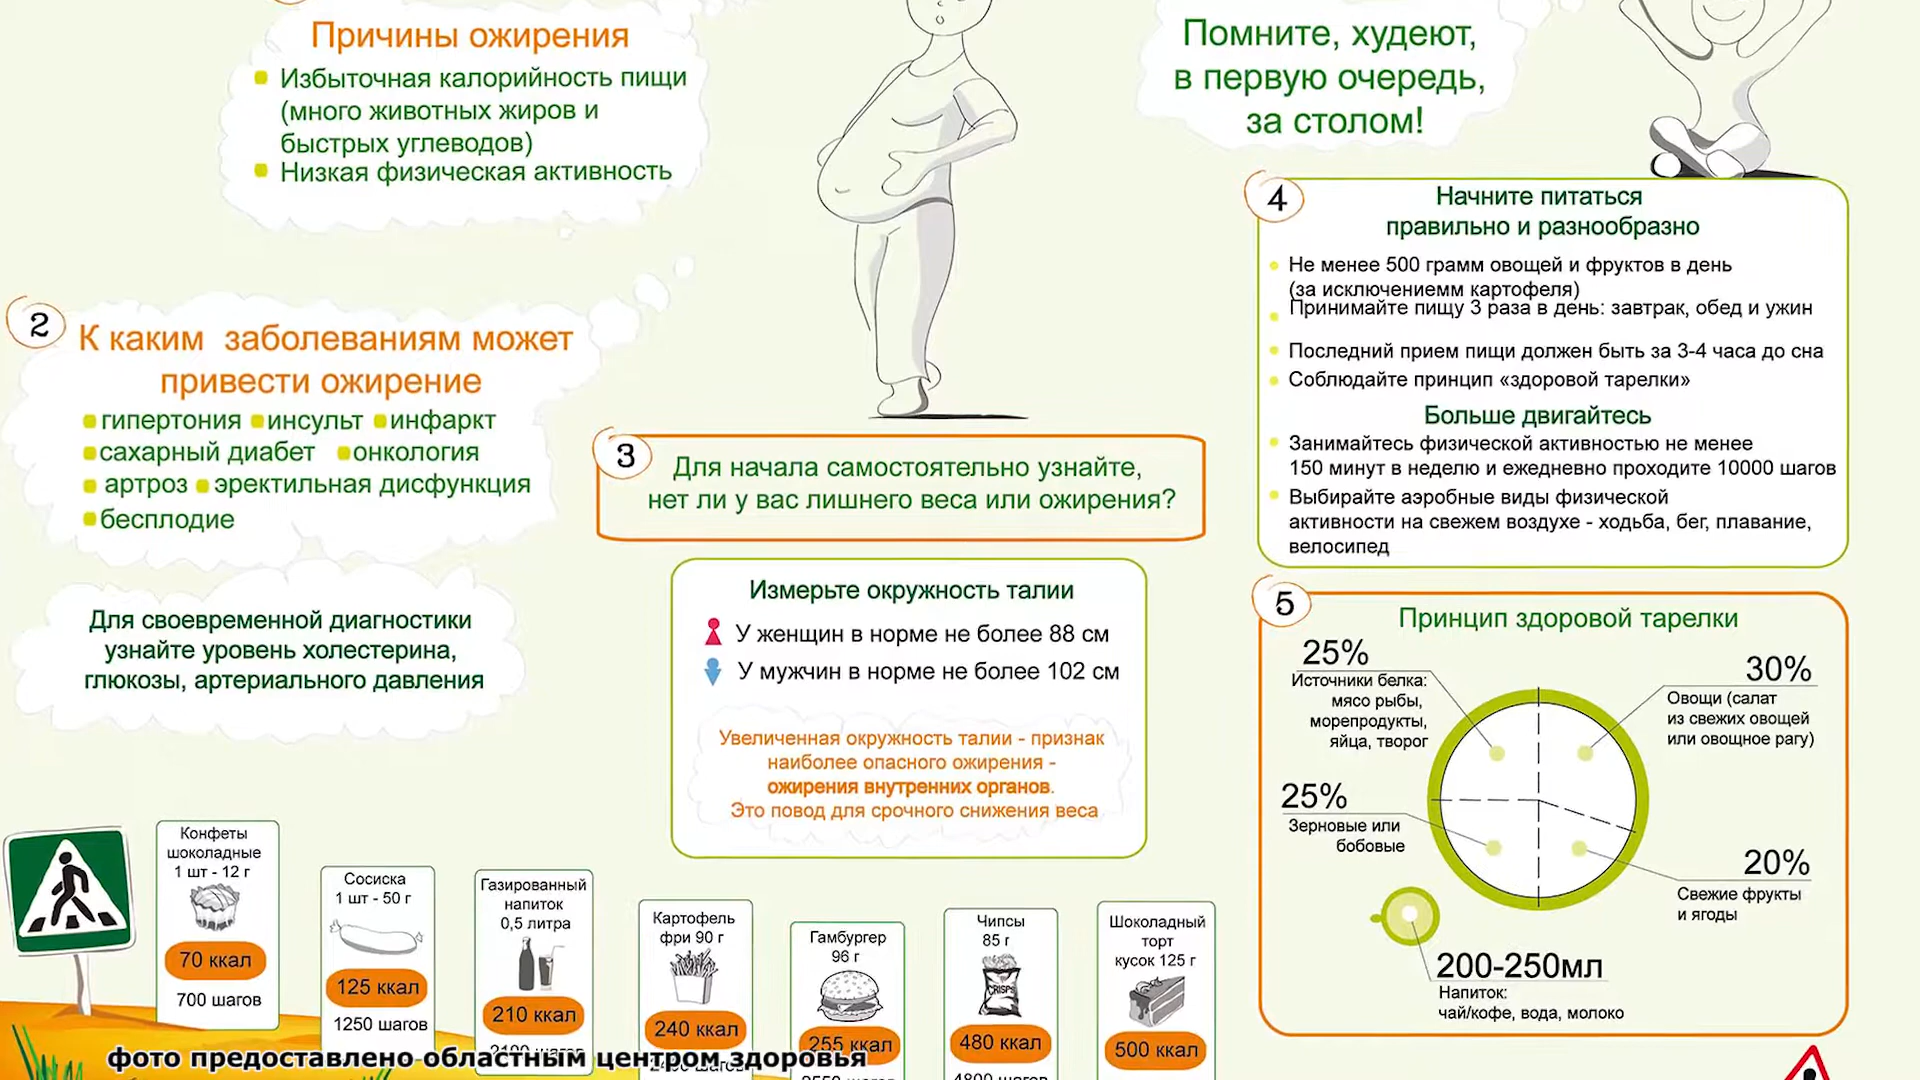 Причины ожирения
Избыточная калорийность пищи
(много животных жиров и
быстрых углеводов)
Низкая физическая активность
Помните, худеют,
в первую очередь,
за столом!
2
К каким заболеваниям может
привести ожирение
гипертония инсульт инфаркт
сахарный диабет онкология
артроз эректильная дисфункция
бесплодие
Для своевременной диагностики
узнайте уровень холестерина,
глюкозы, артериального давления
3
Для начала самостоятельно узнайте,
нет ли у вас лишнего веса или ожирения?
Измерьте окружность талии
У женщин в норме не более 88 см
У мужчин в норме не более 102 см
Увеличенная окружность талии - признак
наиболее опасного ожирения -
ожирения внутренних органов.
Это повод для срочного снижения веса
4
Начните питаться
правильно и разнообразно
Не менее 500 грамм овощей и фруктов в день
(за исключениемм картофеля)
Принимайте пищу 3 раза в день: завтрак, обед и ужин
Последний прием пищи должен быть за 3-4 часа до сна
Соблюдайте принцип «здоровой тарелки»
Больше двигайтесь
Занимайтесь физической активностью не менее
150 минут в неделю и ежедневно проходите 10000 шагов
Выбирайте аэробные виды физической
активности на свежем воздухе - ходьба, бег, плавание,
велосипед
5
Принцип здоровой тарелки
25%
Источники белка:
мясо рыбы,
морепродукты,
яйца, творог
30%
Овощи (салат
из свежих овощей
или овощное рагу)
25%
Зерновые или
бобовые
20%
Свежие фрукты
и ягоды
200-250мл
Напиток:
чай/кофе, вода, молоко
Конфеты
шоколадные
1 шт - 12 г
70 ккал
700 шагов
Сосиска
1 шт - 50 г
125 ккал
1250 шагов
Газированный
напиток
0,5 литра
210 ккал
2100 шагов
Картофель
фри 90 г
240 ккал
Гамбургер
96 г
255 ккал
2550 шагов
Чипсы
85 г
CRISPS
480 ккал
4800 шагов
Шоколадный
торт
кусок 125 г
500 ккал
фото предоставлено областным центром здоровья